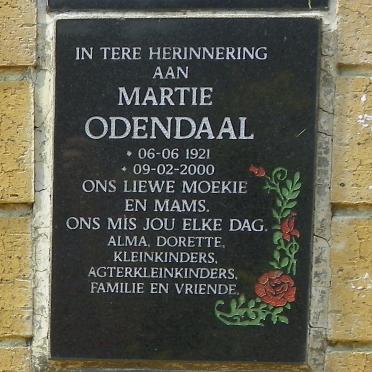 IN TERE HERINNERING
AAN
MARTIE
ODENDAAL
* 06-06 1921
+ 09-02-2000
ONS LIEWE MOEKIE
EN MAMS.
ONS MIS JOU ELKE DAG.
ALMA, DORETTE,
KLEINKINDERS,
AGTERKLEINKINDERS,
FAMILIE EN VRIENDE.